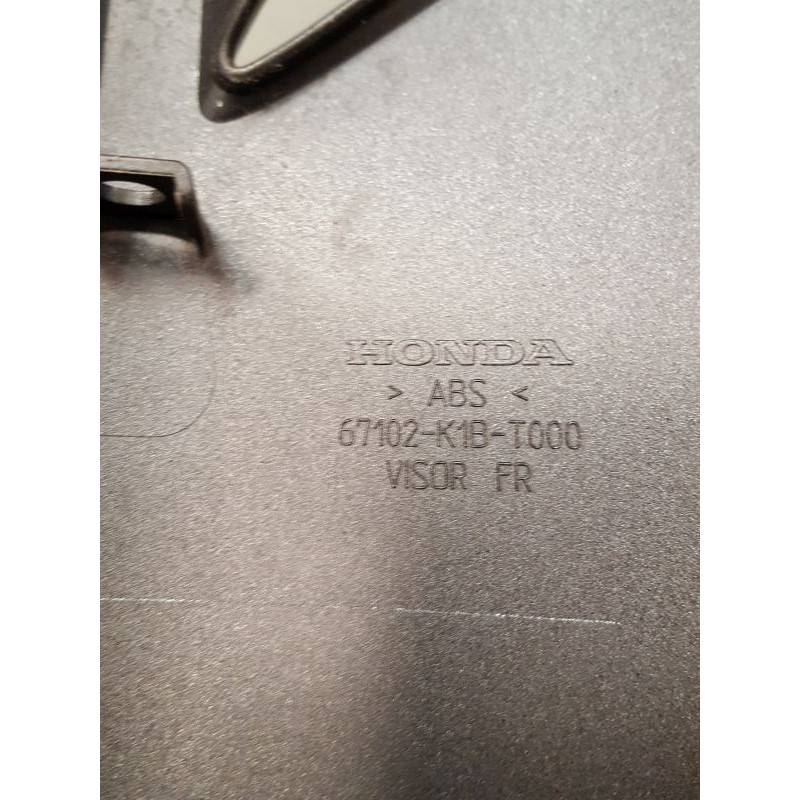 HONDA
> ABS <
67102-K1B-T000
VISOR FR